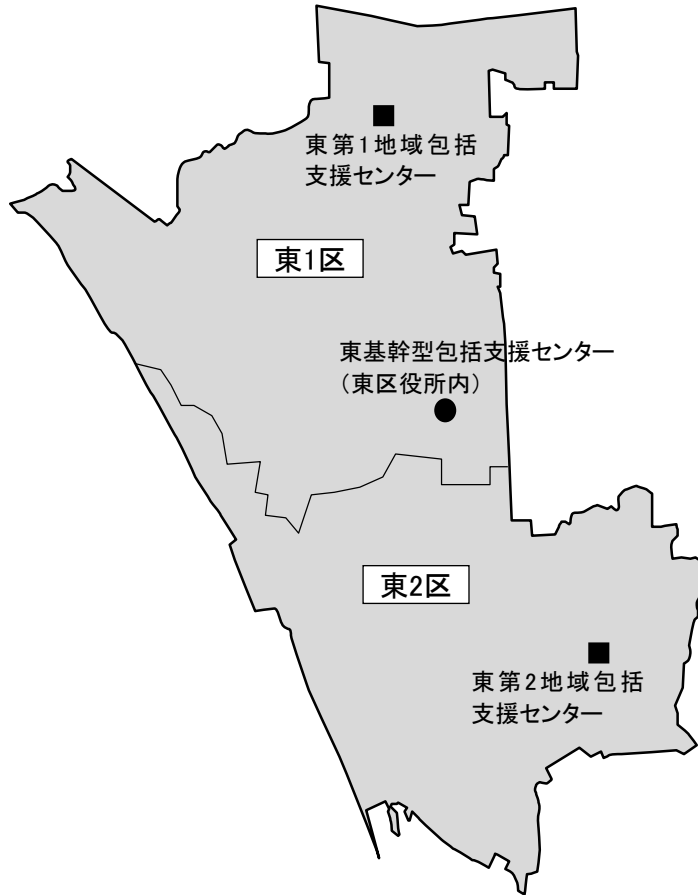 東第1地域包括
支援センター
東1区
東基幹型包括支援センター
（東区役所内）
東2区
東第2地域包括
支援センター